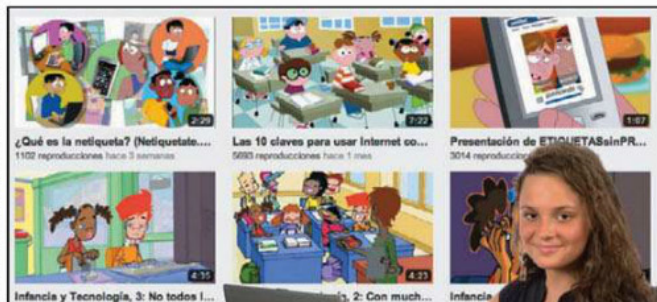 2:29
7:22
1:07
¿Qué es la netiqueta? (Netiquetate....
Las 10 claves para usar Internet co...
Presentación de ETIQUETASsinPR...
1102 reproducciones hace 3 semanas
5693 reproducciones hace 1 mes
3014 reproducciones
4:35
4:23
Infancia y Tecnología, 3: No todos l...
2: Con much...
Infancia